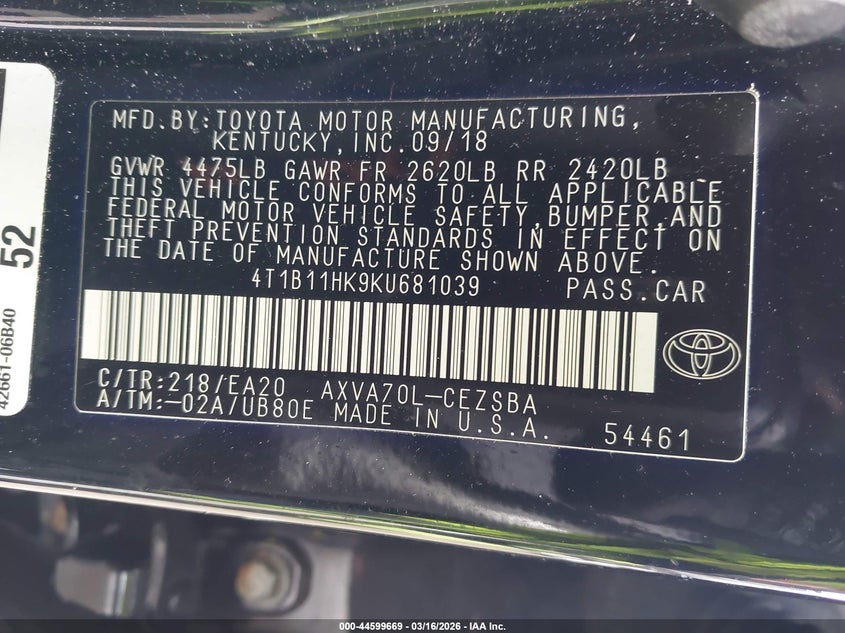 MFD.BY:TOYOTA MOTOR MANUFACTURING,
KENTUCKY,INC.09/18
GVWR 4475LB GAWR FR 2620LB RR 2420LB
THIS VEHICLE CONFORMS TO ALL APPLICABLE
FEDERAL MOTOR VEHICLE SAFETY,BUMPER,AND
THEFT PREVENTION STANDARDS IN EFFECT ON
THE DATE OF MANUFACTURE SHOWN ABOVE.
4T1B11HK9KU681039 PASS.CAR
C/TR:218/EA20 AXVA70L-CEZSBA
A/TM:-02A/UB80E MADE IN U.S.A.
54461
52
42661-06B40
000-44599669 - 03/16/2026 - IAA Inc.